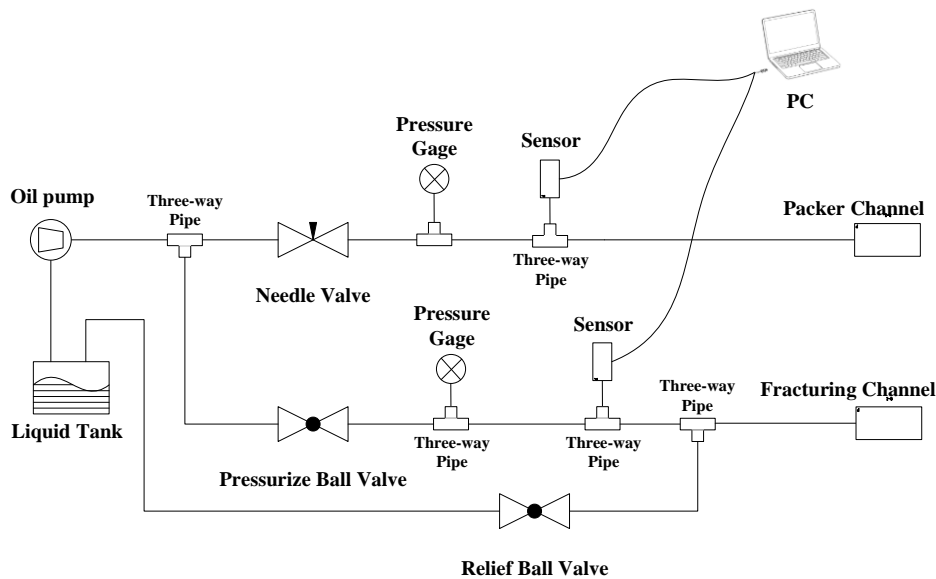 PC
Pressure
Gage
Sensor
Oil pump
Three-way
Pipe
Packer Channel
Three-way
Pipe
Needle Valve
Pressure
Gage
Sensor
Three-way
Pipe
Fracturing Channel
Liquid Tank
Three-way
Pipe
Three-way
Pipe
Pressurize Ball Valve
Relief Ball Valve